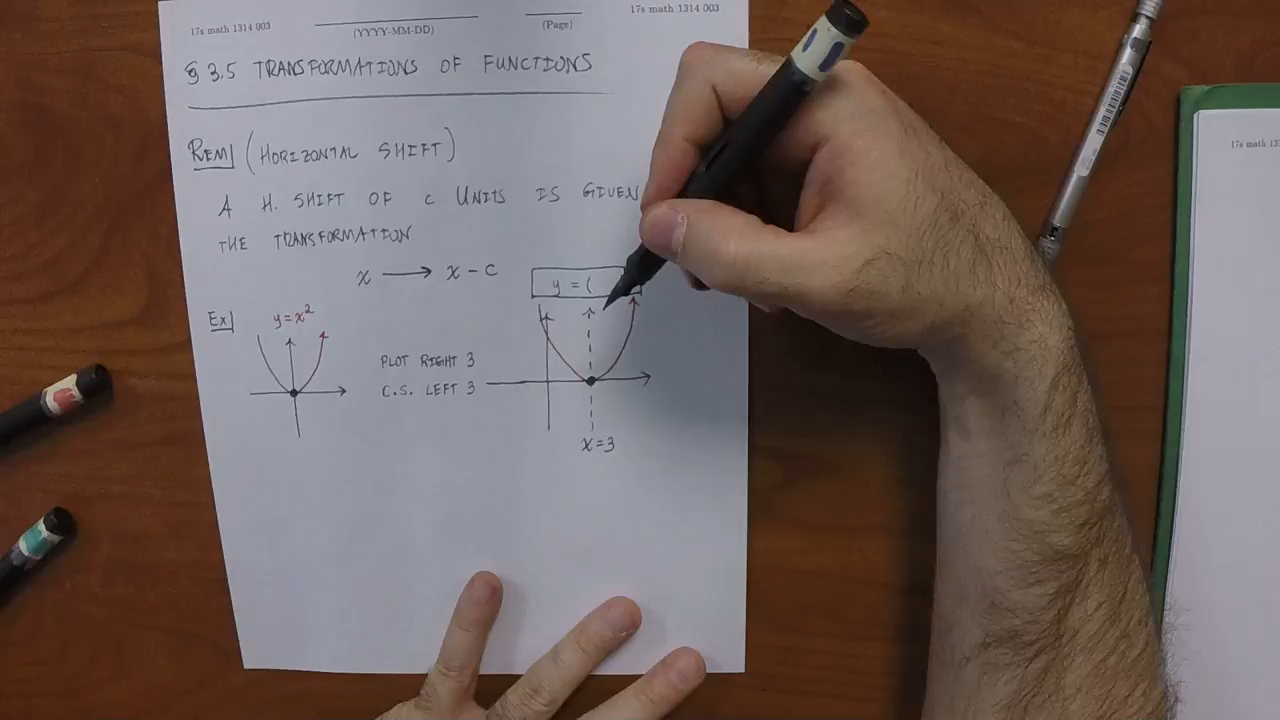 17s math 1314 003
(YYYY-MM-DD)
(Page)
17s math 1314 003
§ 3.5 TRANSFORMATIONS OF FUNCTIONS
REM (HORIZONTAL SHIFT)
A H. SHIFT OF c UNITS IS GIVEN
THE TRANSFORMATION
x → x - c
Ex
y = x²
PLOT RIGHT 3
C.S. LEFT 3
y = (
x = 3
17s math 131